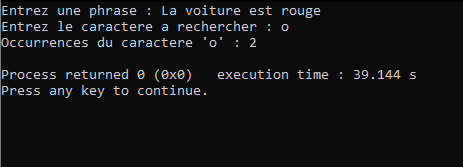 Entrez une phrase : La voiture est rouge
Entrez le caractere a rechercher : o
Occurrences du caractere 'o' : 2
Process returned 0 (0x0)   execution time : 39.144 s
Press any key to continue.